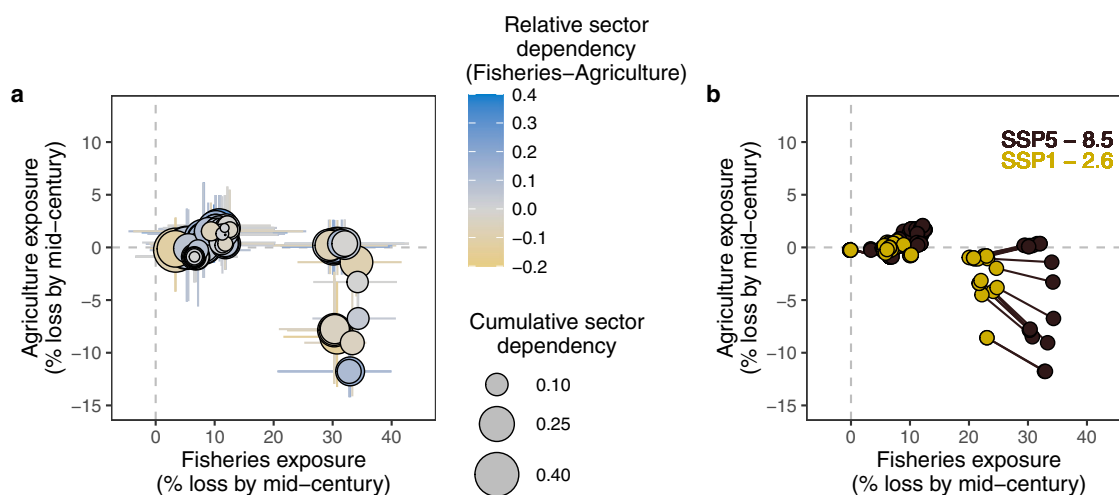 a
Agriculture exposure
(% loss by mid−century)
10
5
0
−5
−10
−15
0
10
20
30
40
Fisheries exposure
(% loss by mid−century)
Relative sector
dependency
(Fisheries−Agriculture)
0.4
0.3
0.2
0.1
0.0
−0.1
−0.2
Cumulative sector
dependency
0.10
0.25
0.40
b
SSP5 − 8.5
SSP1 − 2.6
Agriculture exposure
(% loss by mid−century)
10
5
0
−5
−10
−15
0
10
20
30
40
Fisheries exposure
(% loss by mid−century)